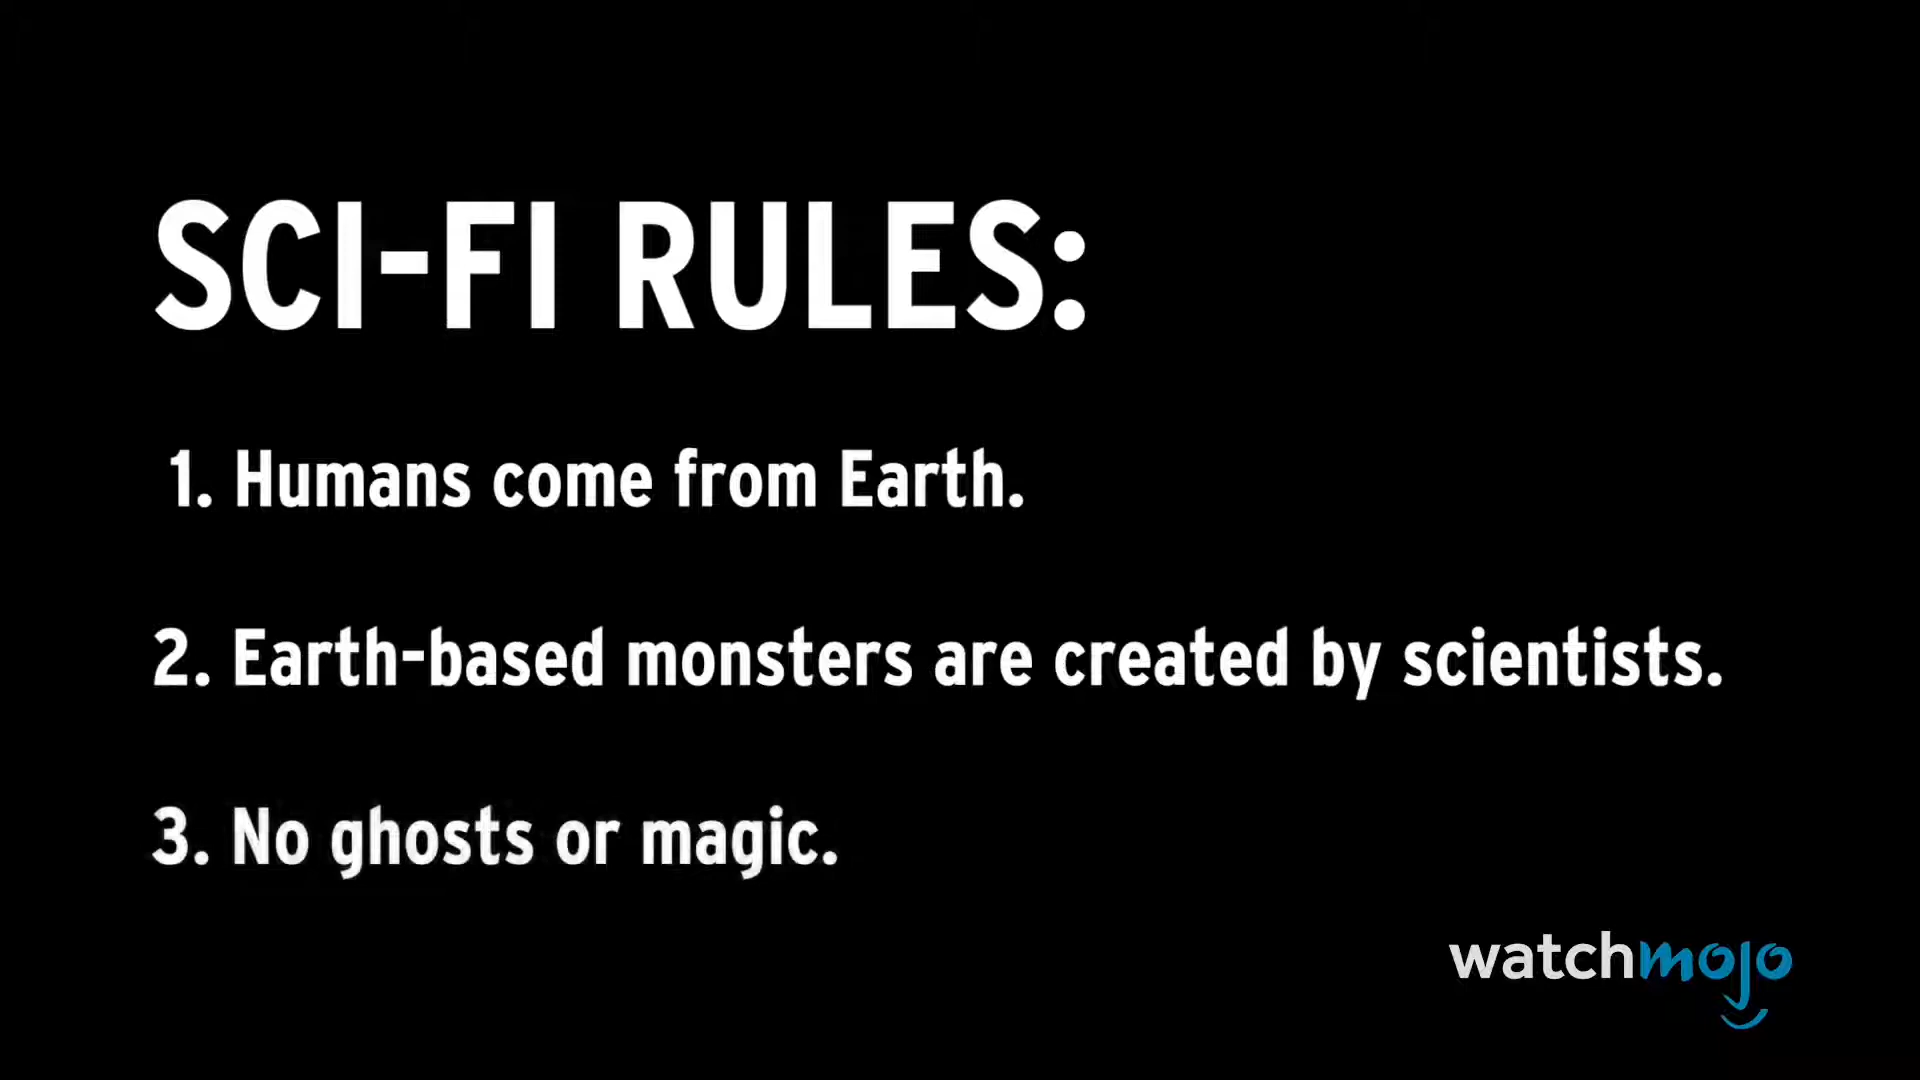 SCI-FI RULES:
1. Humans come from Earth.
2. Earth-based monsters are created by scientists.
3. No ghosts or magic.
watchmojo